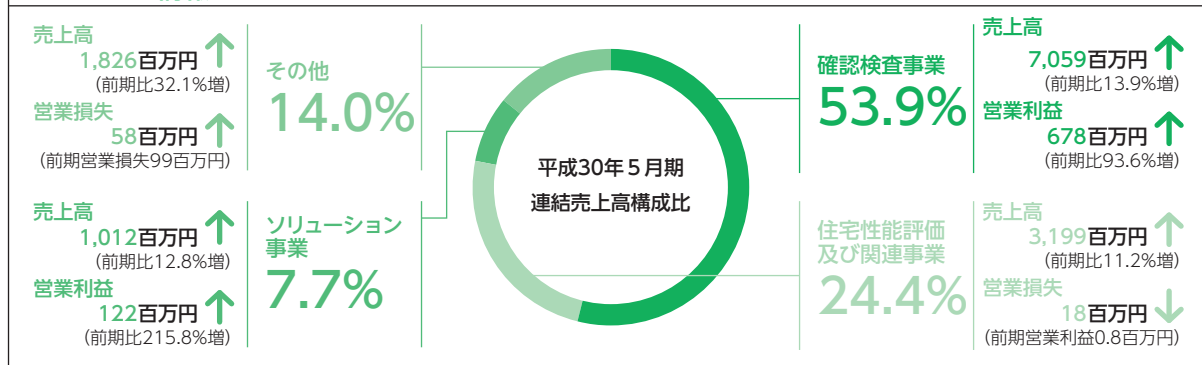 売上高
1,826百万円
(前期比32.1%増)
営業損失
58百万円
(前期営業損失99百万円)
その他
14.0%
売上高
1,012百万円
(前期比12.8%増)
営業利益
122百万円
(前期比215.8%増)
ソリューション
事業
7.7%
平成30年5月期
連結売上高構成比
確認検査事業
53.9%
売上高
7,059百万円
(前期比13.9%増)
営業利益
678百万円
(前期比93.6%増)
住宅性能評価
及び関連事業
24.4%
売上高
3,199百万円
(前期比11.2%増)
営業損失
18百万円
(前期営業利益0.8百万円)